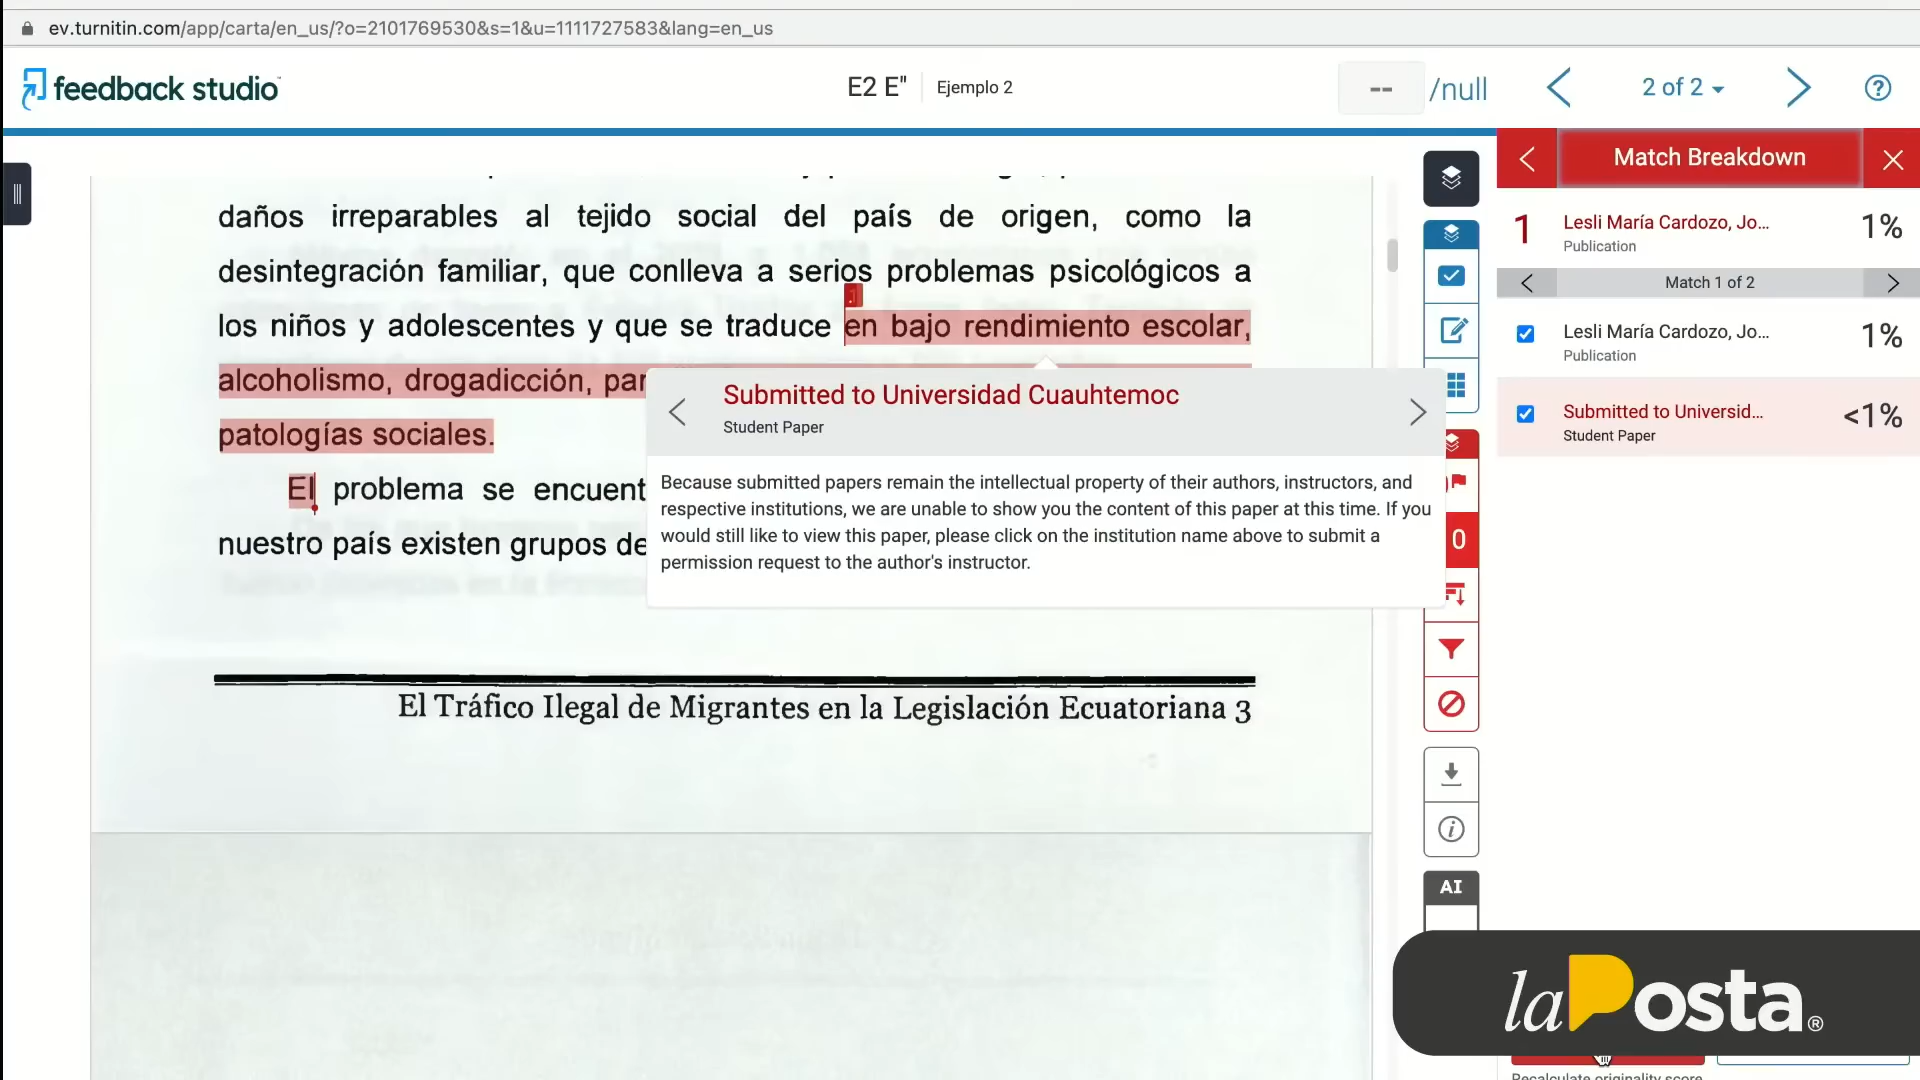 ev.turnitin.com/app/carta/en_us/?o=2101769530&s=1&u=1111727583&lang=en_us
feedback studio
E2 E" Ejemplo 2
-- /null
2 of 2
?
Match Breakdown
1 Lesli María Cardozo, Jo... 1%
Publication
Match 1 of 2
Lesli María Cardozo, Jo... 1%
Publication
Submitted to Universid... <1%
Student Paper
daños irreparables al tejido social del país de origen, como la
desintegración familiar, que conlleva a serios problemas psicológicos a
los niños y adolescentes y que se traduce en bajo rendimiento escolar,
alcoholismo, drogadicción,
patologías sociales.
El problema se
nuestro país existen grupos de
Submitted to Universidad Cuauhtemoc
Student Paper
Because submitted papers remain the intellectual property of their authors, instructors, and
respective institutions, we are unable to show you the content of this paper at this time. If you
would still like to view this paper, please click on the institution name above to submit a
permission request to the author's instructor.
0
El Tráfico Ilegal de Migrantes en la Legislación Ecuatoriana 3
AI
la Posta®
Recalculate originality score